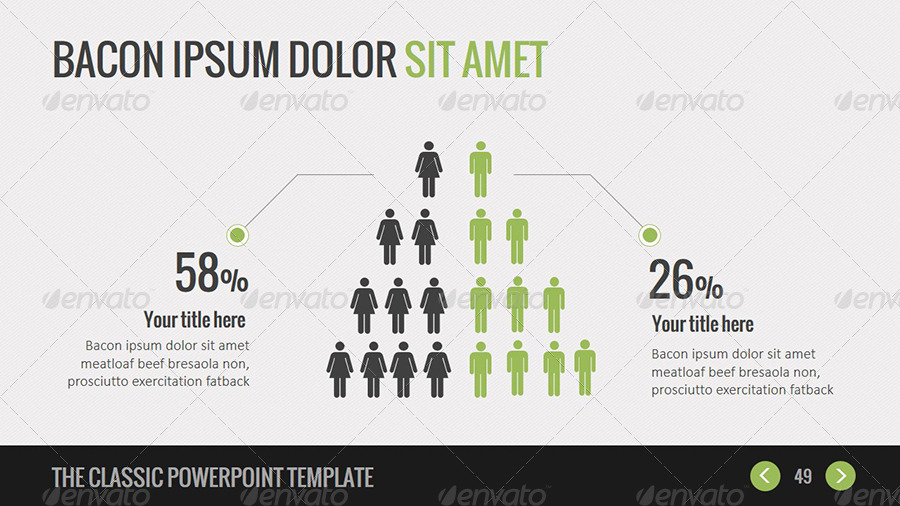 BACON IPSUM DOLOR SIT AMET
58%
Your title here
Bacon ipsum dolor sit amet
meatloaf beef bresaola non,
prosciutto exercitation fatback
26%
Your title here
Bacon ipsum dolor sit amet
meatloaf beef bresaola non,
prosciutto exercitation fatback
THE CLASSIC POWERPOINT TEMPLATE
49
envato envato envato envato envato
envato envato envato envato envato
envato envato envato envato envato